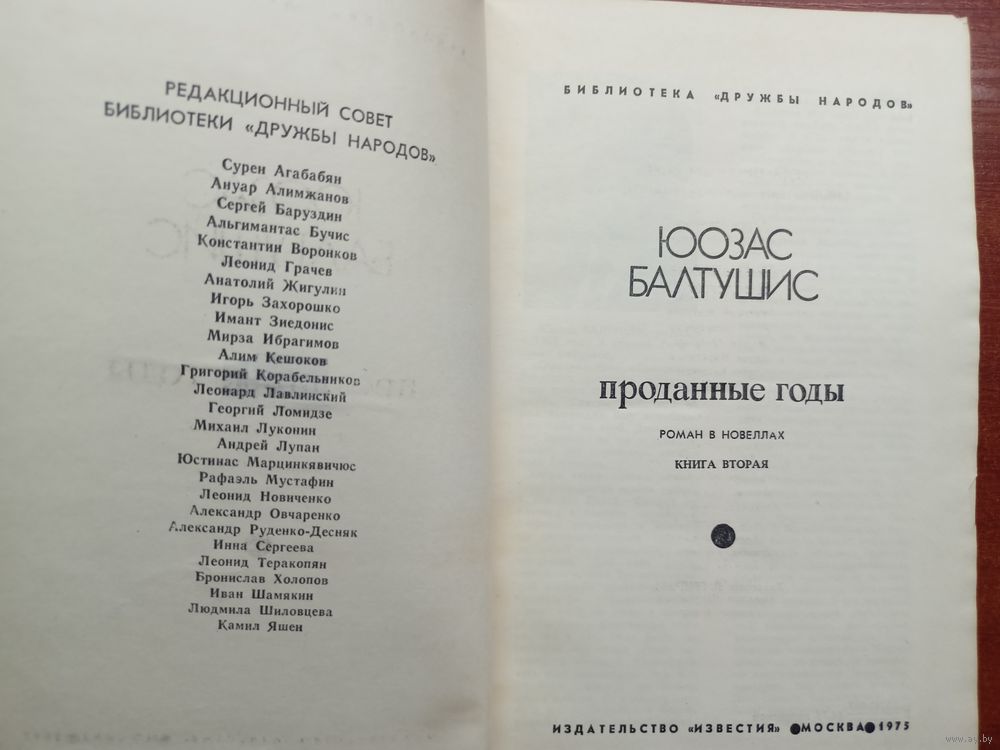 РЕДАКЦИОННЫЙ СОВЕТ
БИБЛИОТЕКИ «ДРУЖБЫ НАРОДОВ»
Сурен Агабабян
Ануар Алимжанов
Сергей Баруздин
Альгимантас Бучис
Константин Воронков
Леонид Грачев
Анатолий Жигулин
Игорь Захорошко
Имант Зиедонис
Мирза Ибрагимов
Алим Кешоков
Григорий Корабельников
Леонард Лавлинский
Георгий Ломидзе
Михаил Луконин
Андрей Лупан
Юстинас Марцинкявичюс
Рафаэль Мустафин
Леонид Новиченко
Александр Овчаренко
Александр Руденко-Десняк
Инна Сергеева
Леонид Теракопян
Бронислав Холопов
Иван Шамякин
Людмила Шиловцева
Камил Яшен
БИБЛИОТЕКА «ДРУЖБЫ НАРОДОВ»
ЮОЗАС
БАЛТУШИС
проданные годы
РОМАН В НОВЕЛЛАХ
КНИГА ВТОРАЯ
ИЗДАТЕЛЬСТВО «ИЗВЕСТИЯ» ●МОСКВА●1975
www.ay.by